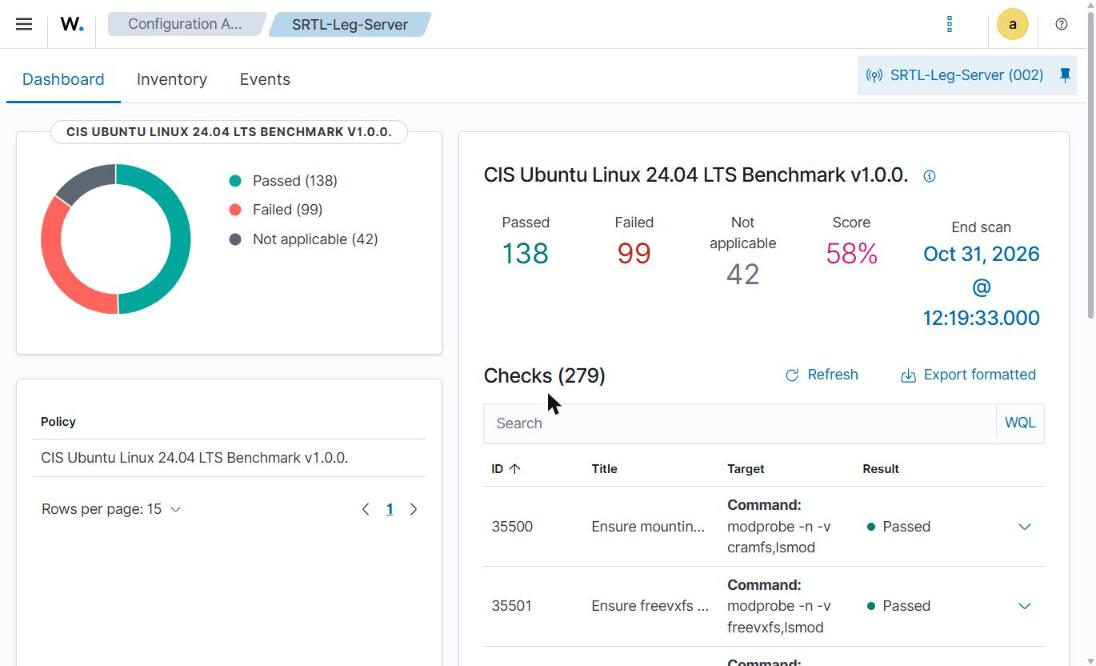 W. Configuration A... SRTL-Leg-Server a
Dashboard Inventory Events SRTL-Leg-Server (002)
CIS UBUNTU LINUX 24.04 LTS BENCHMARK V1.0.0.
Passed (138)
Failed (99)
Not applicable (42)
Policy
CIS Ubuntu Linux 24.04 LTS Benchmark v1.0.0.
Rows per page: 15 1
CIS Ubuntu Linux 24.04 LTS Benchmark v1.0.0.
Passed
138
Failed
99
Not
applicable
42
Score
58%
End scan
Oct 31, 2026
@
12:19:33.000
Checks (279) Refresh Export formatted
Search WQL
ID Title Target Result
Command:
35500 Ensure mountin... modprobe -n -v Passed
cramfs,lsmod
Command:
35501 Ensure freevxfs ... modprobe -n -v Passed
freevxfs,lsmod
Command: